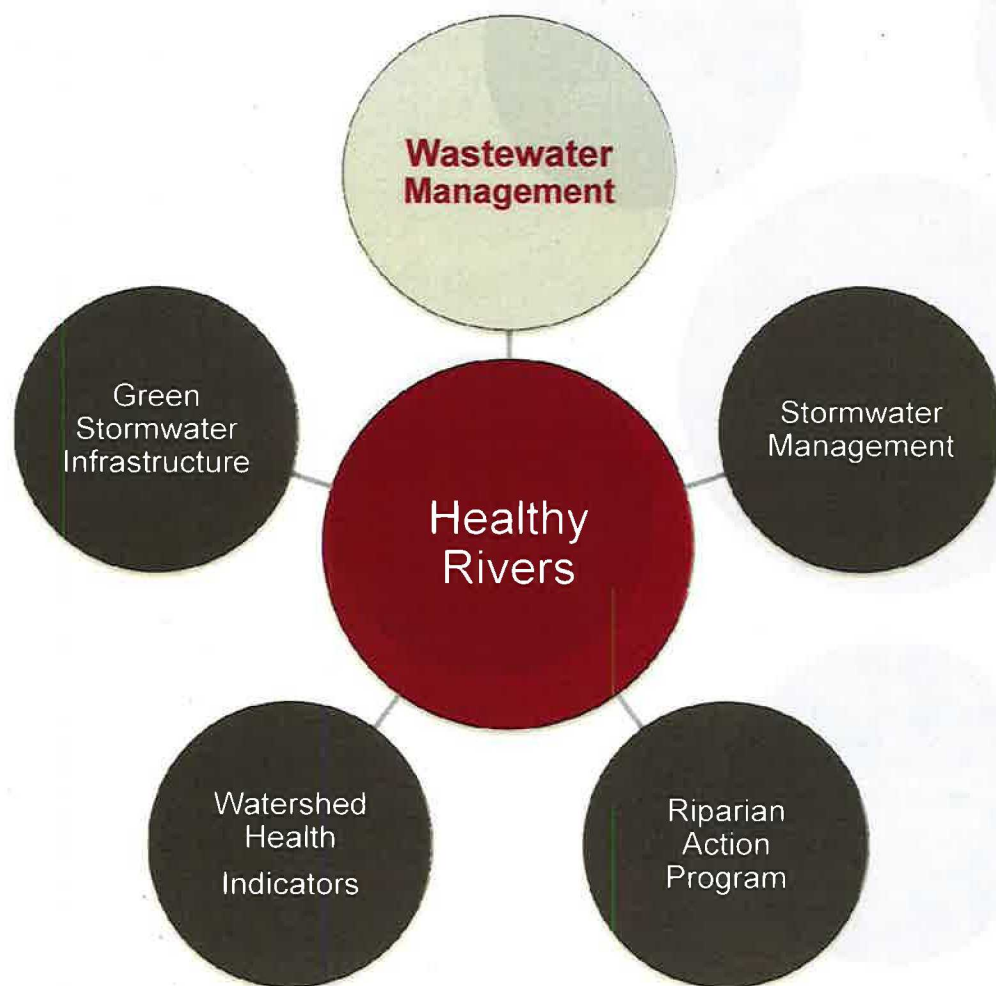 Wastewater
Management
Green
Stormwater
Infrastructure
Stormwater
Management
Healthy
Rivers
Watershed
Health
Indicators
Riparian
Action
Program